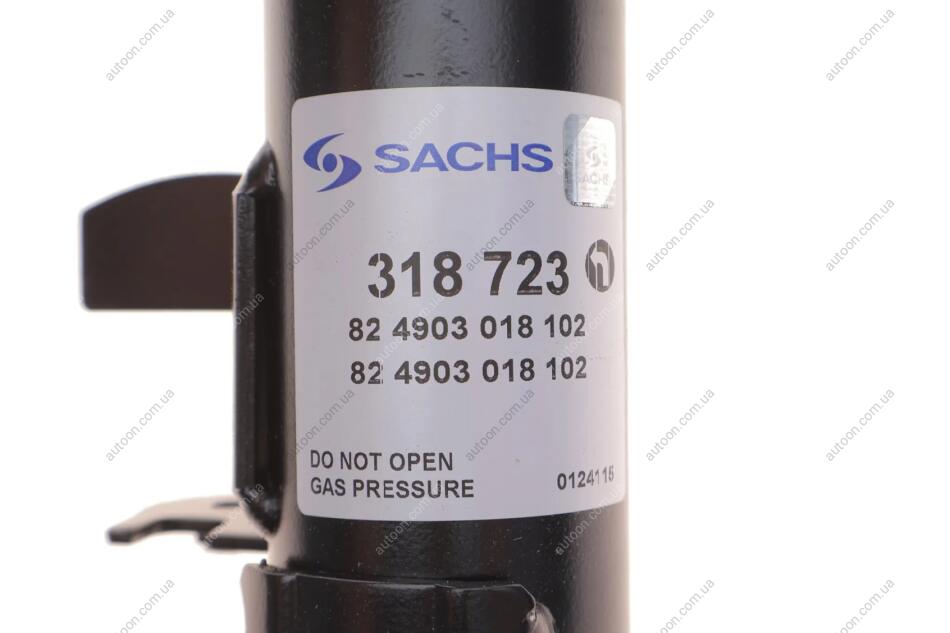 SACHS
SACHS
318 723
82 4903 018 102
82 4903 018 102
DO NOT OPEN
GAS PRESSURE
0124115
autoon.com.ua